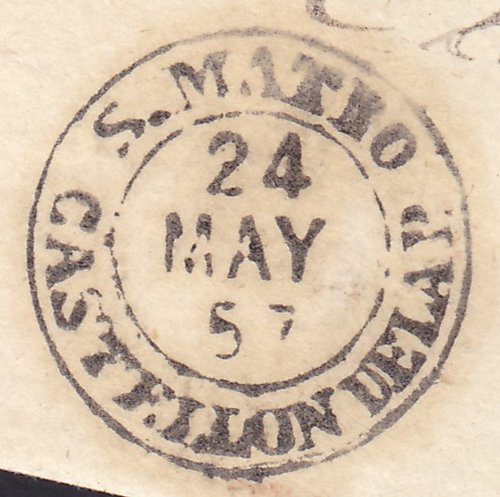 S. MATEO
24
MAY
57
CASTELLON DE LA P.